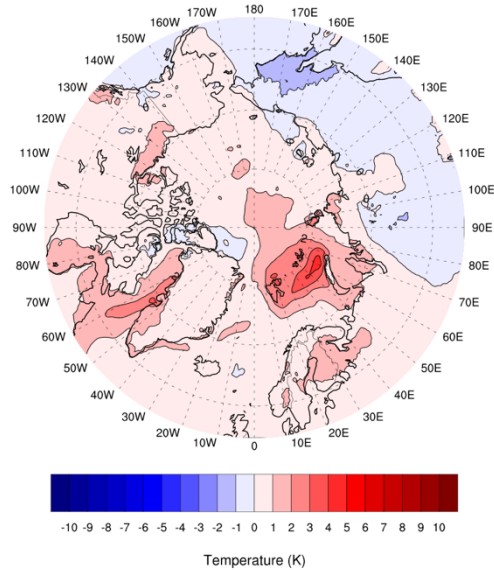 180
170W 170E
160W 160E
150W 150E
140W 140E
130W 130E
120W 120E
110W 110E
100W 100E
90W 90E
80W 80E
70W 70E
60W 60E
50W 50E
40W 40E
30W 30E
20W 20E
10W 10E
0
-10 -9 -8 -7 -6 -5 -4 -3 -2 -1 0 1 2 3 4 5 6 7 8 9 10
Temperature (K)